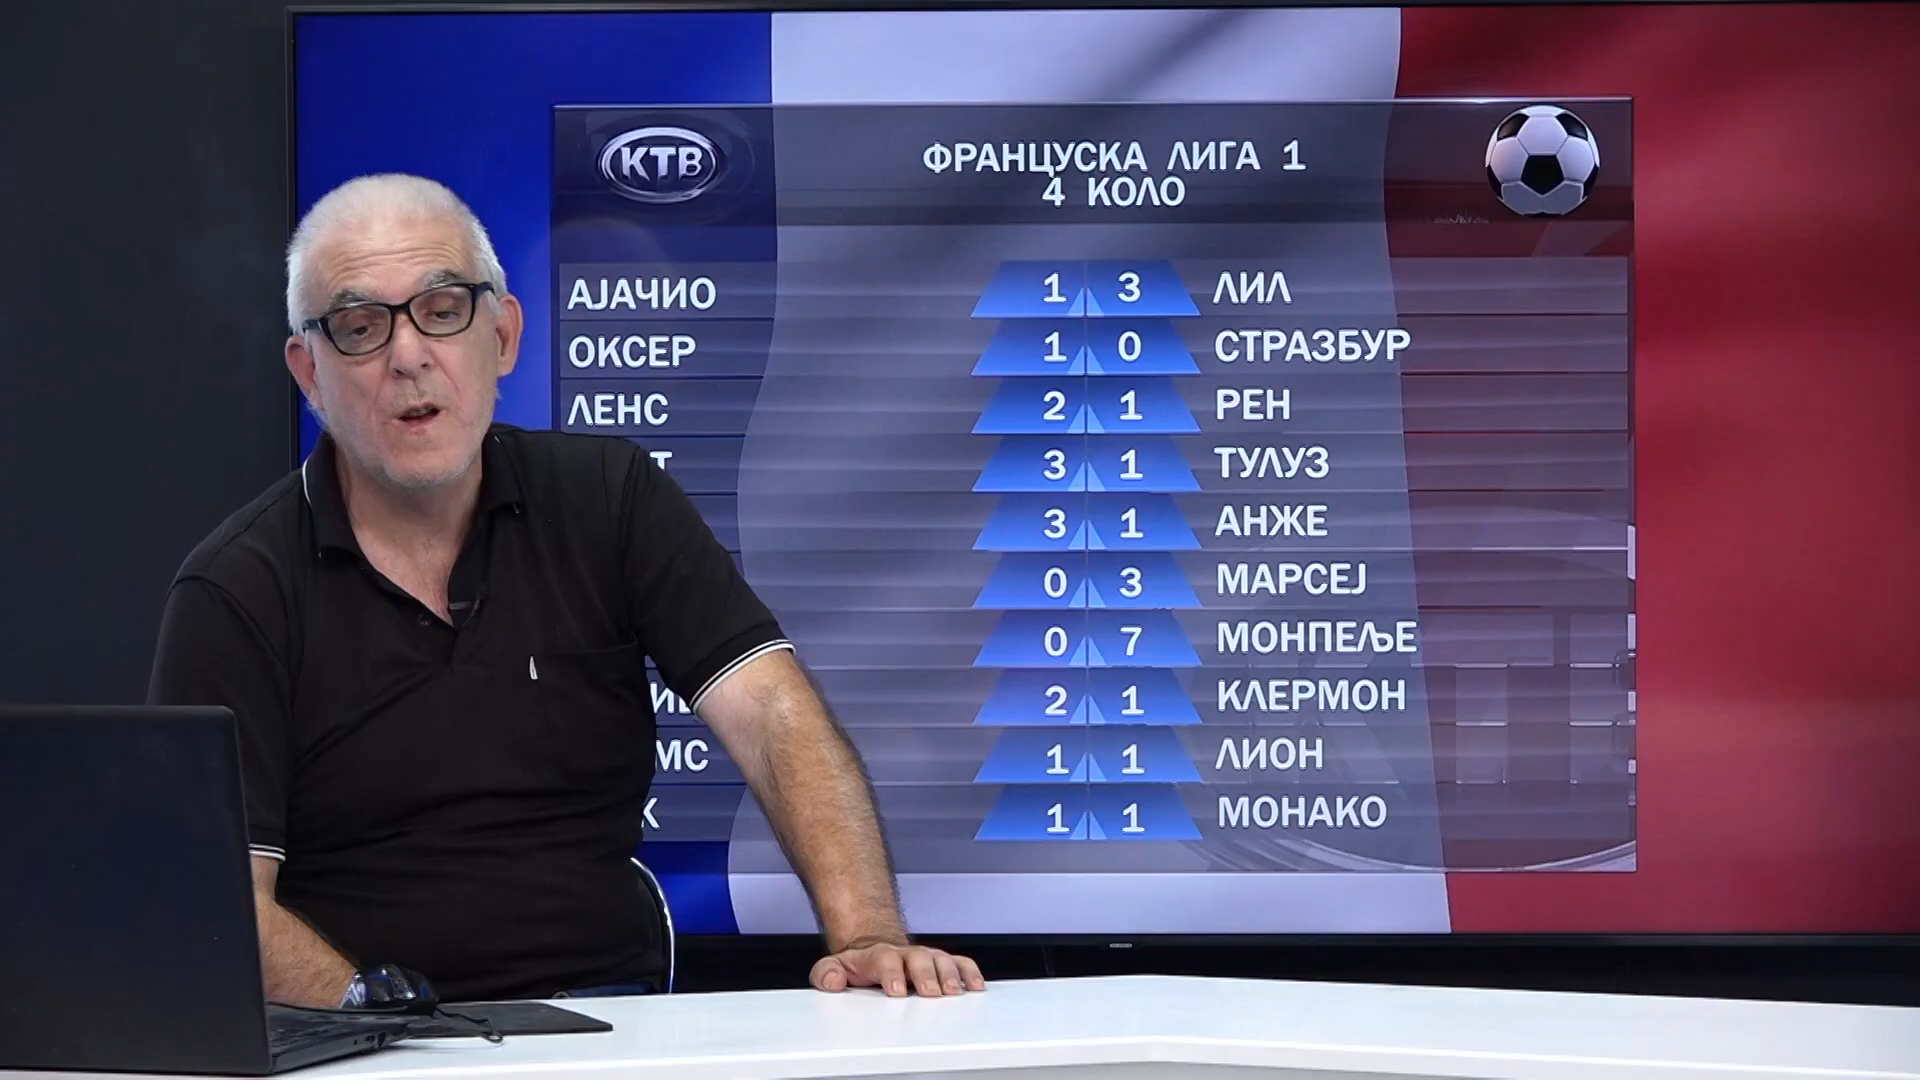 КТВ
ФРАНЦУСКА ЛИГА 1
4 КОЛО
АЈАЧИО 1 3 ЛИЛ
ОКСЕР 1 0 СТРАЗБУР
ЛЕНС 2 1 РЕН
3 1 ТУЛУЗ
3 1 АНЖЕ
0 3 МАРСЕЈ
0 7 МОНПЕЉЕ
2 1 КЛЕРМОН
1 1 ЛИОН
1 1 МОНАКО